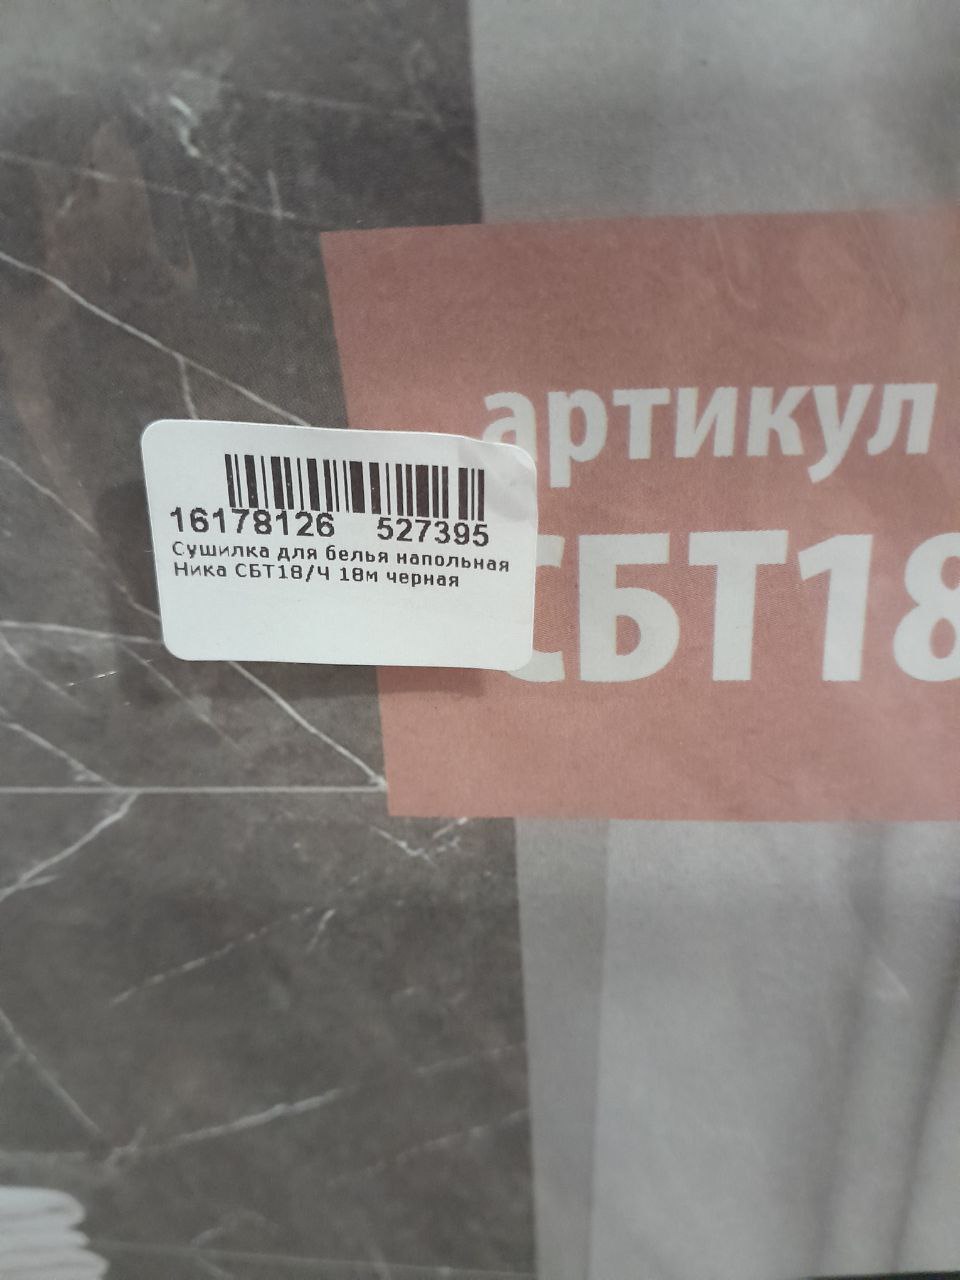 артикул
СБТ18
16178126 527395
Сушилка для белья напольная
Ника СБТ18/Ч 18м черная